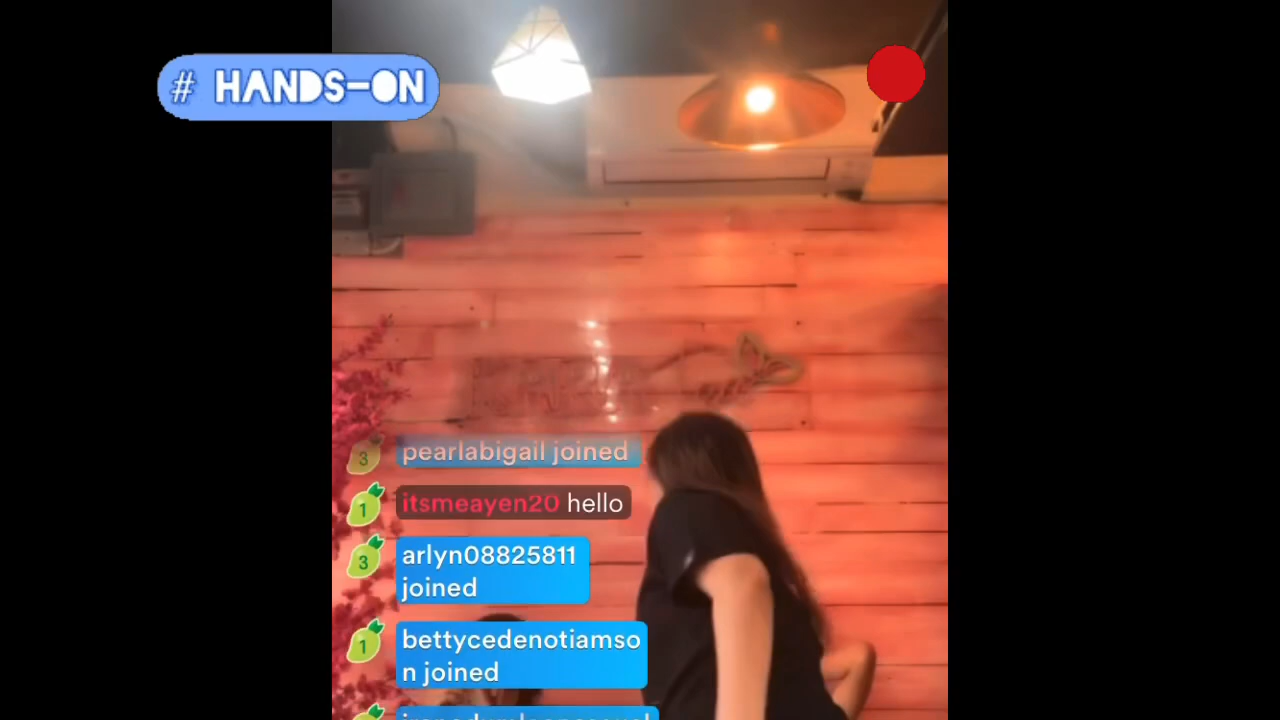 # HANDS-ON
3
pearlabigail joined
1
itsmeayen20 hello
3
arlyn08825811
joined
1
bettycedenotiamso
n joined